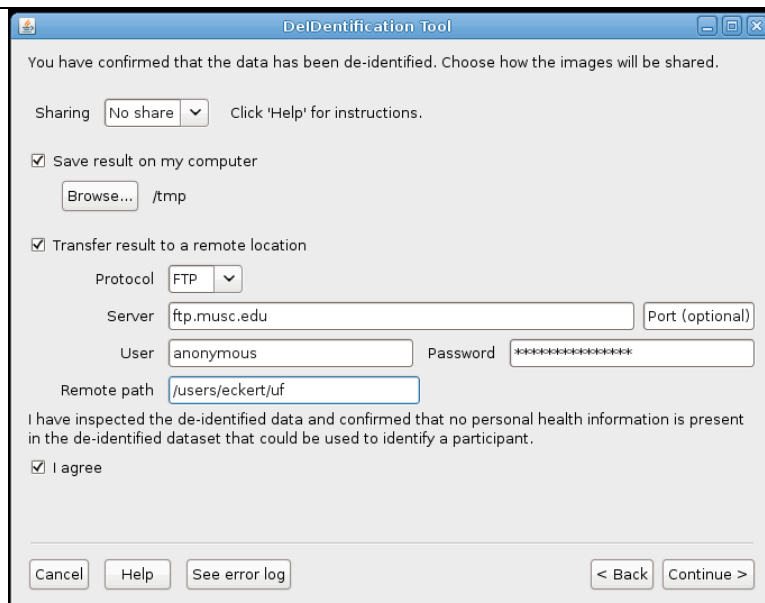 DeIDentification Tool
You have confirmed that the data has been de-identified. Choose how the images will be shared.
Sharing No share Click 'Help' for instructions.
Save result on my computer
Browse... /tmp
Transfer result to a remote location
Protocol FTP
Server ftp.musc.edu Port (optional)
User anonymous Password ****************
Remote path /users/eckert/uf
I have inspected the de-identified data and confirmed that no personal health information is present
in the de-identified dataset that could be used to identify a participant.
I agree
Cancel Help See error log < Back Continue >